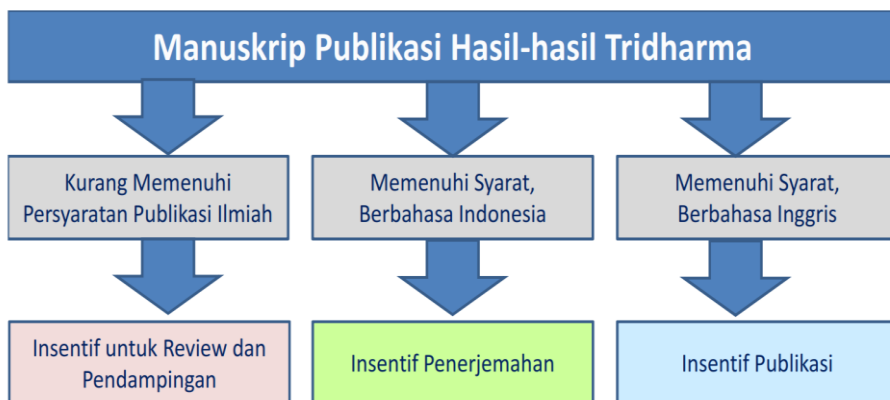 Manuskrip Publikasi Hasil-hasil Tridharma
Kurang Memenuhi
Persyaratan Publikasi Ilmiah
Memenuhi Syarat,
Berbahasa Indonesia
Memenuhi Syarat,
Berbahasa Inggris
Insentif untuk Review dan
Pendampingan
Insentif Penerjemahan
Insentif Publikasi